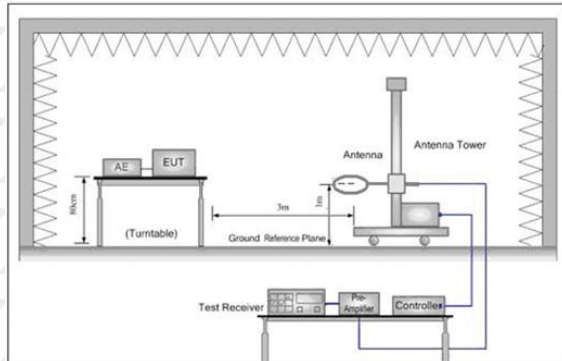 AE
EUT
Antenna
Antenna Tower
80cm
3m
1m
(Turntable)
Ground Reference Plane
Test Receiver
Pre-
Amplifier
Controller